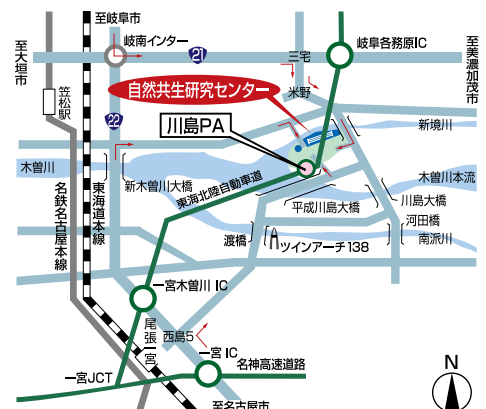 至岐阜市
岐南インター
21
三宅
岐阜各務原IC
至大垣市
至美濃加茂市
米野
笠松駅
自然共生研究センター
22
川島PA
新境川
木曽川
新木曽川大橋
東海北陸自動車道
木曽川本流
川島大橋
平成川島大橋
河田橋
渡橋
ツインアーチ138
南派川
名鉄名古屋本線
東海道本線
一宮木曽川 IC
尾張一宮
西島5
一宮 IC
名神高速道路
一宮JCT
至名古屋市
N